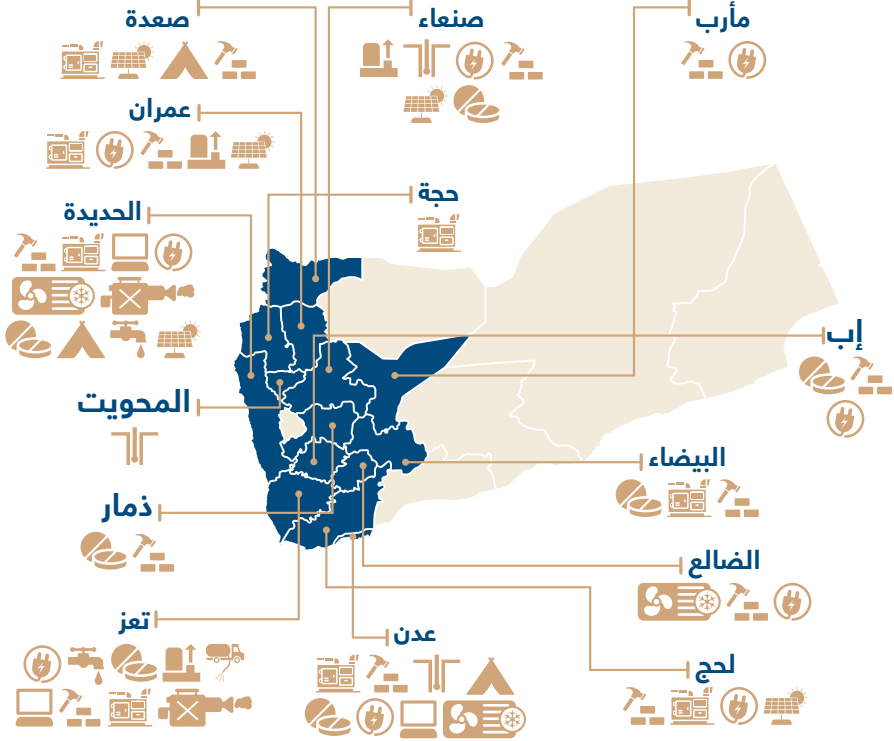 مأرب
صنعاء
صعدة
عمران
حجة
الحديدة
إب
المحويت
البيضاء
ذمار
الضالع
تعز
عدن
لحج